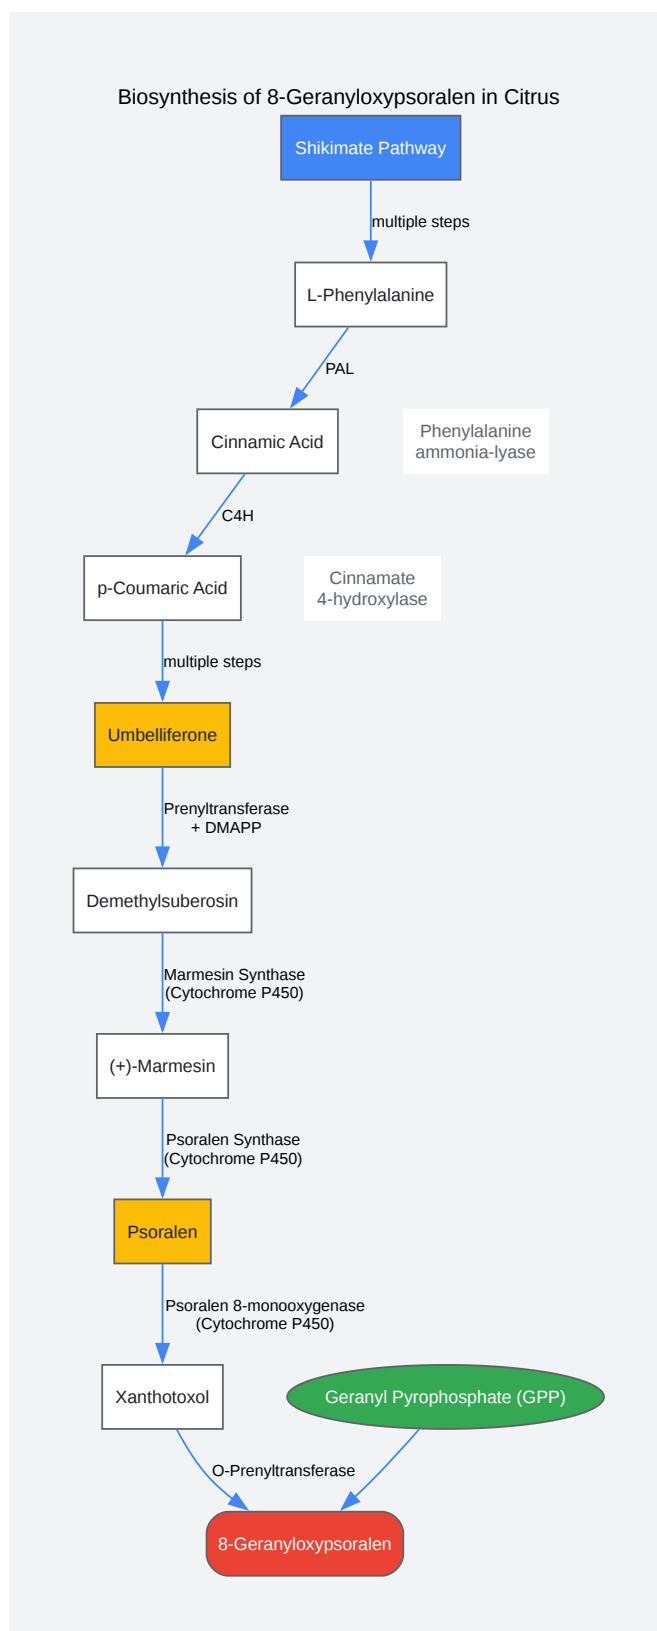 Biosynthesis of 8-Geranyloxypsoralen in Citrus
Shikimate Pathway
multiple steps
L-Phenylalanine
PAL
Cinnamic Acid
Phenylalanine
ammonia-lyase
C4H
p-Coumaric Acid
Cinnamate
4-hydroxylase
multiple steps
Umbelliferone
Prenyltransferase
+ DMAPP
Demethylsuberosin
Marmesin Synthase
(Cytochrome P450)
(+)-Marmesin
Psoralen Synthase
(Cytochrome P450)
Psoralen
Psoralen 8-monooxygenase
(Cytochrome P450)
Xanthotoxol
Geranyl Pyrophosphate (GPP)
O-Prenyltransferase
8-Geranyloxypsoralen